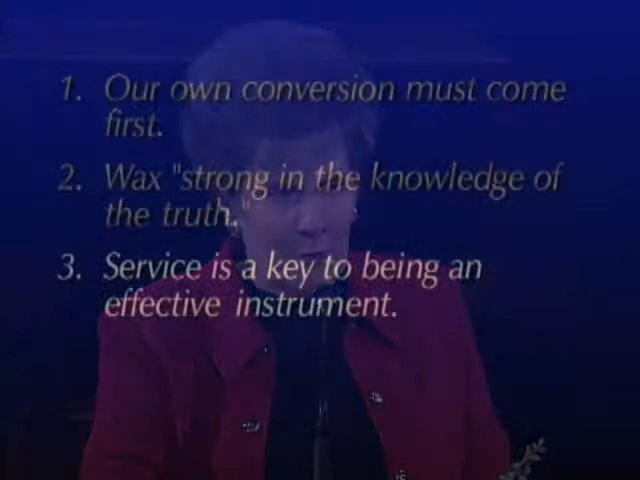 1. Our own conversion must come
first.
2. Wax "strong in the knowledge of
the truth."
3. Service is a key to being an
effective instrument.